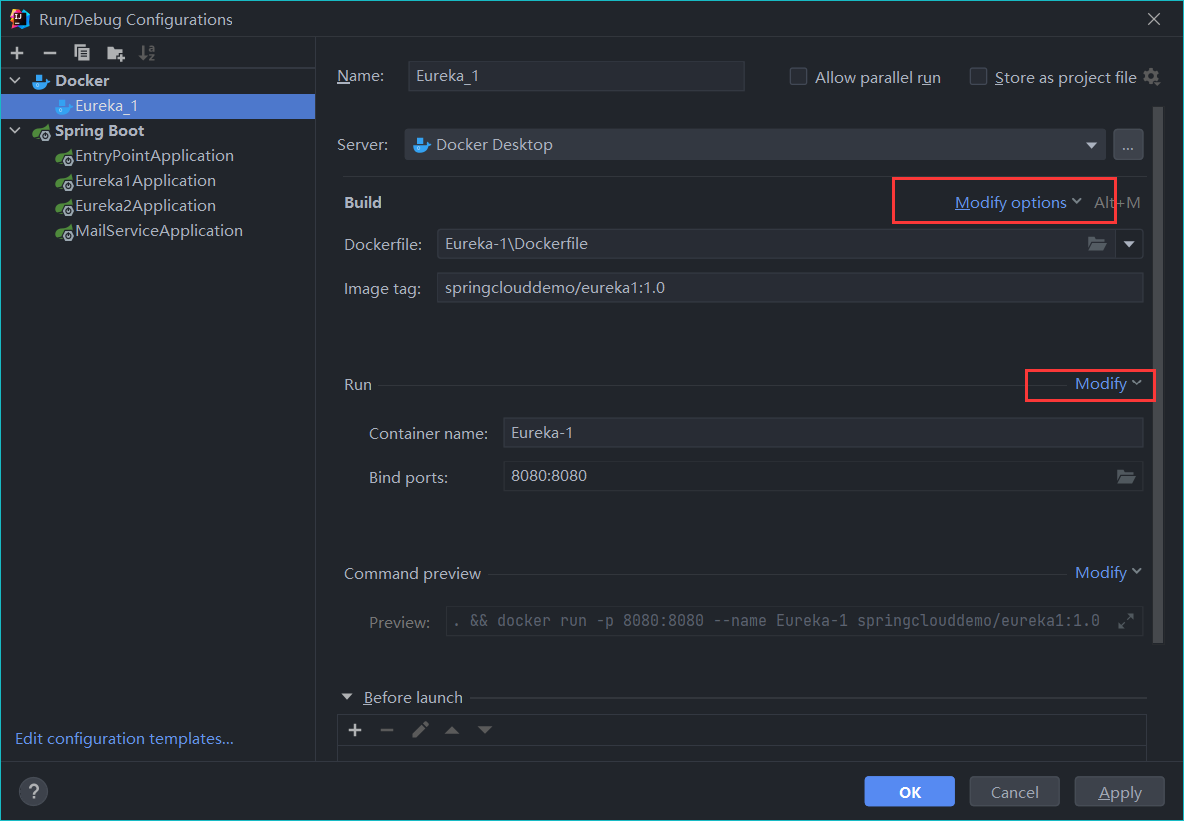 Run/Debug Configurations
Docker
Eureka_1
Spring Boot
EntryPointApplication
Eureka1Application
Eureka2Application
MailServiceApplication
Edit configuration templates...
Name: Eureka_1 Allow parallel run Store as project file
Server: Docker Desktop ...
Build Modify options Alt+M
Dockerfile: Eureka-1\Dockerfile
Image tag: springclouddemo/eureka1:1.0
Run Modify
Container name: Eureka-1
Bind ports: 8080:8080
Command preview Modify
Preview: . && docker run -p 8080:8080 --name Eureka-1 springclouddemo/eureka1:1.0
Before launch
? OK Cancel Apply